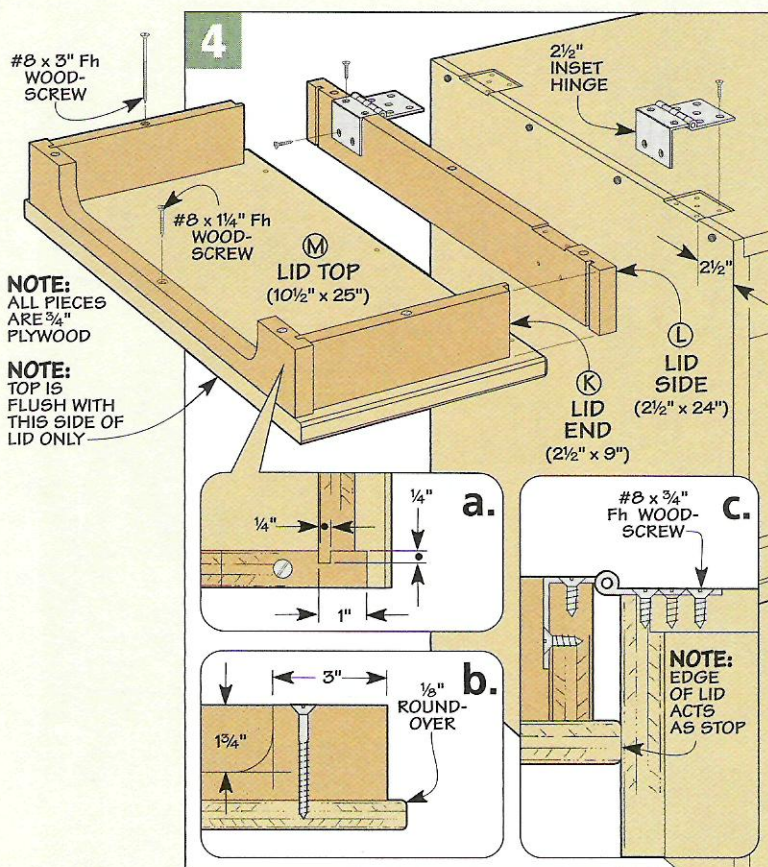 4
#8 x 3" Fh
WOOD-
SCREW
2½"
INSET
HINGE
#8 x 1¼" Fh
WOOD-
SCREW
M
LID TOP
(10½" x 25")
NOTE:
ALL PIECES
ARE ¾"
PLYWOOD
NOTE:
TOP IS
FLUSH WITH
THIS SIDE OF
LID ONLY
2½"
L
LID
SIDE
(2½" x 24")
K
LID
END
(2½" x 9")
a.
¼"
¼"
1"
b.
3"
⅛"
ROUND-
OVER
1¾"
c.
#8 x ¾"
Fh WOOD-
SCREW
NOTE:
EDGE
OF LID
ACTS
AS STOP